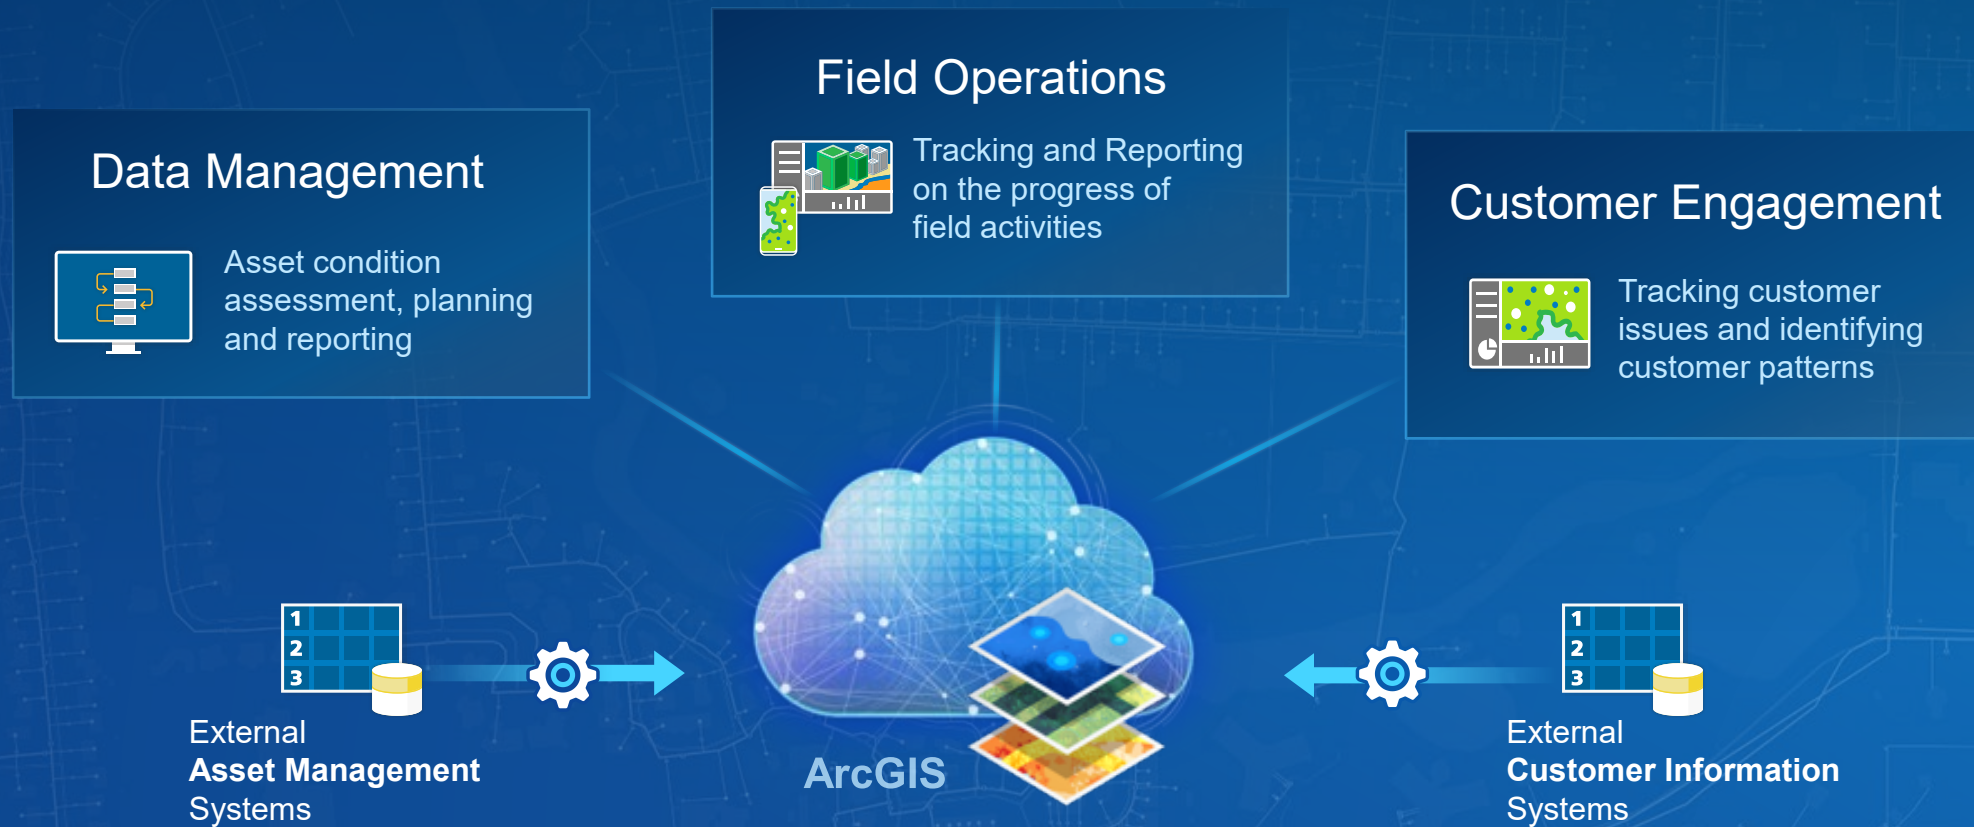 Field Operations
Tracking and Reporting
on the progress of
field activities
Data Management
Asset condition
assessment, planning
and reporting
Customer Engagement
Tracking customer
issues and identifying
customer patterns
1
2
3
External
Asset Management
Systems
ArcGIS
1
2
3
External
Customer Information
Systems